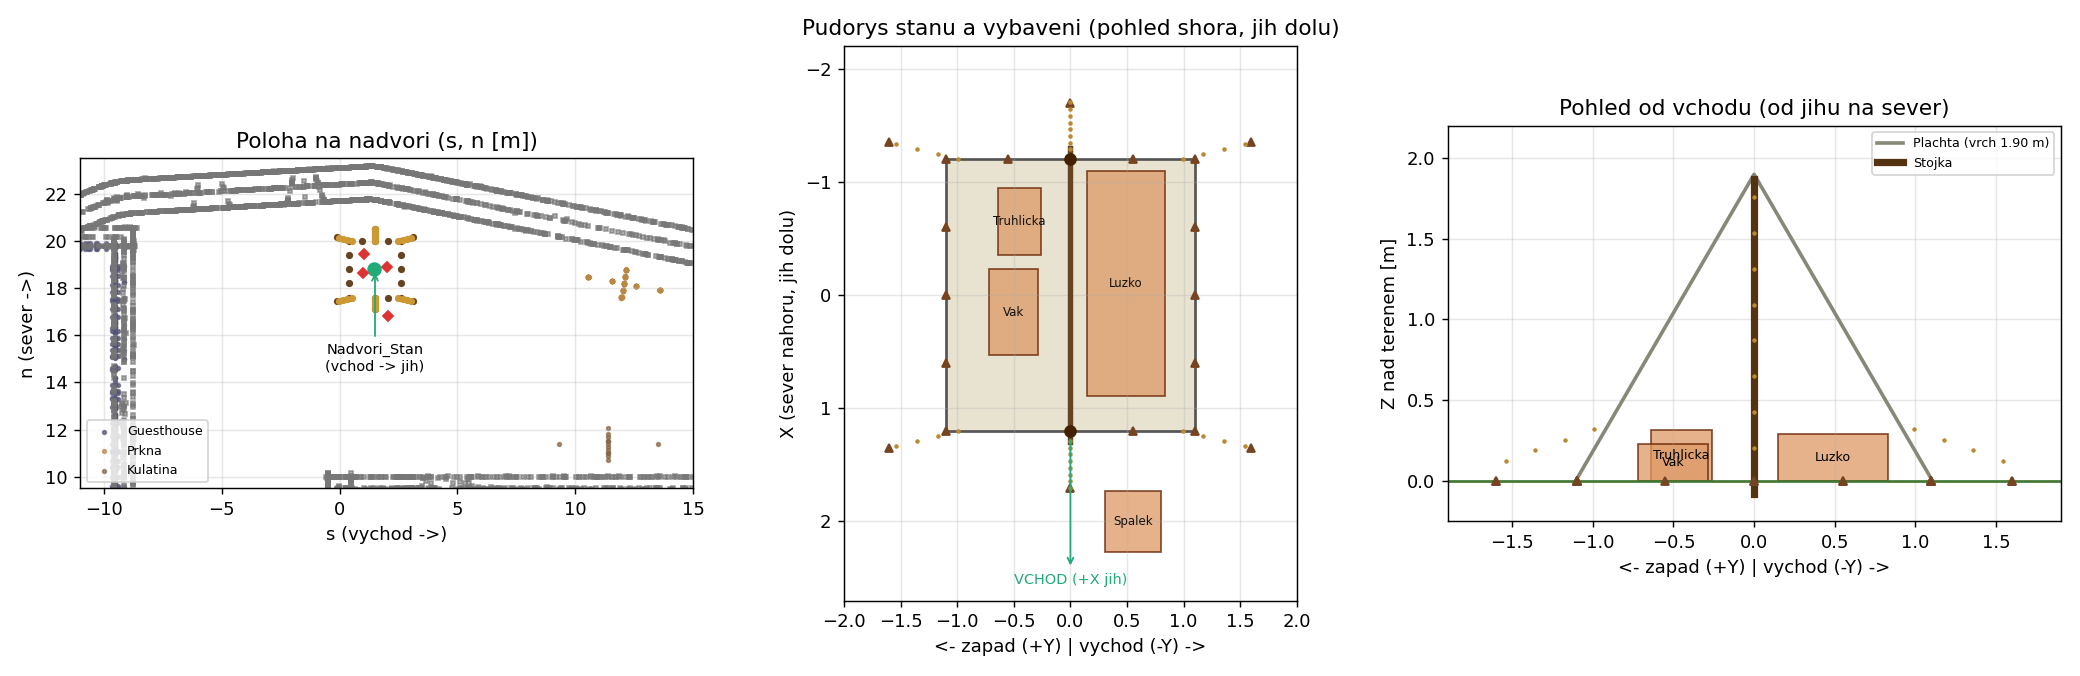 Poloha na nadvori (s, n [m])
22
20
18
16
14
12
10
n (sever ->)
Nadvori_Stan
(vchod -> jih)
Guesthouse
Prkna
Kulatina
−10
−5
0
5
10
15
s (vychod ->)
Pudorys stanu a vybaveni (pohled shora, jih dolu)
−2
−1
0
1
2
X (sever nahoru, jih dolu)
Truhlicka
Luzko
Vak
Spalek
VCHOD (+X jih)
−2.0
−1.5
−1.0
−0.5
0.0
0.5
1.0
1.5
2.0
<- zapad (+Y) | vychod (-Y) ->
Pohled od vchodu (od jihu na sever)
Plachta (vrch 1.90 m)
Stojka
2.0
1.5
1.0
0.5
0.0
Z nad terenem [m]
Truhlicka
Vak
Luzko
−1.5
−1.0
−0.5
0.0
0.5
1.0
1.5
<- zapad (+Y) | vychod (-Y) ->